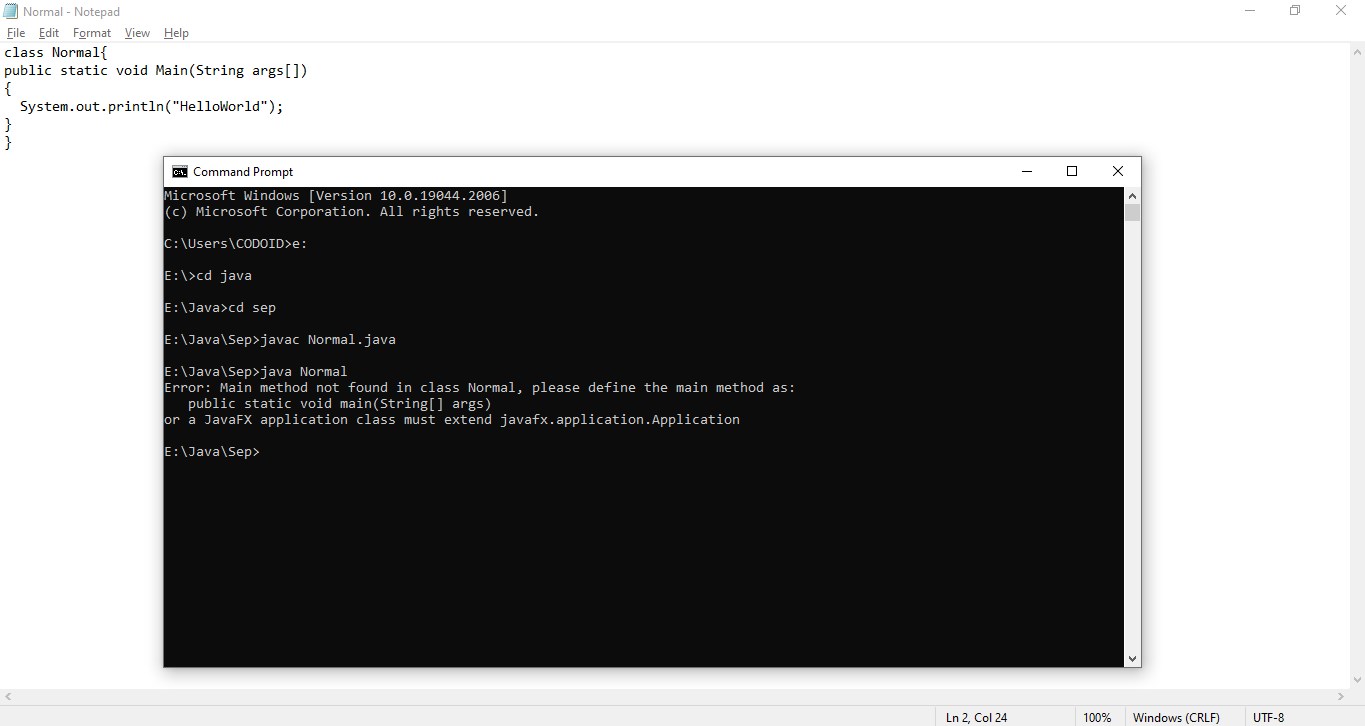 Normal - Notepad
File Edit Format View Help
class Normal{
public static void Main(String args[])
{
  System.out.println("HelloWorld");
}
}
Command Prompt
Microsoft Windows [Version 10.0.19044.2006]
(c) Microsoft Corporation. All rights reserved.
C:\Users\CODOID>e:
E:\>cd java
E:\Java>cd sep
E:\Java\Sep>javac Normal.java
E:\Java\Sep>java Normal
Error: Main method not found in class Normal, please define the main method as:
   public static void main(String[] args)
or a JavaFX application class must extend javafx.application.Application
E:\Java\Sep>
Ln 2, Col 24 100% Windows (CRLF) UTF-8